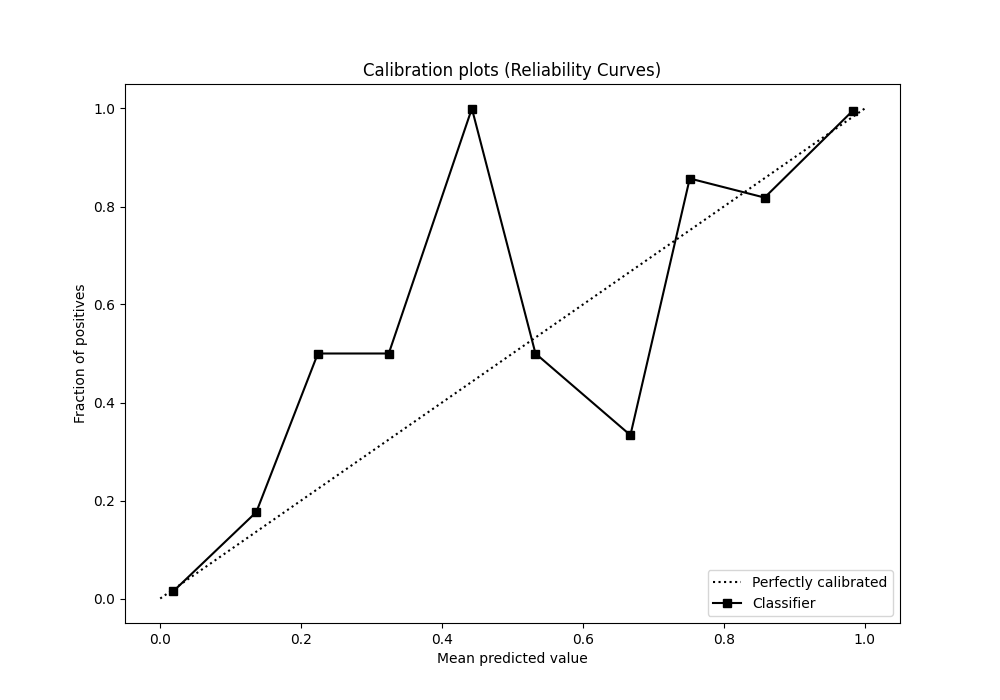 Calibration plots (Reliability Curves)
1.0
0.8
0.6
0.4
0.2
0.0
Fraction of positives
0.0 0.2 0.4 0.6 0.8 1.0
Mean predicted value
Perfectly calibrated
Classifier